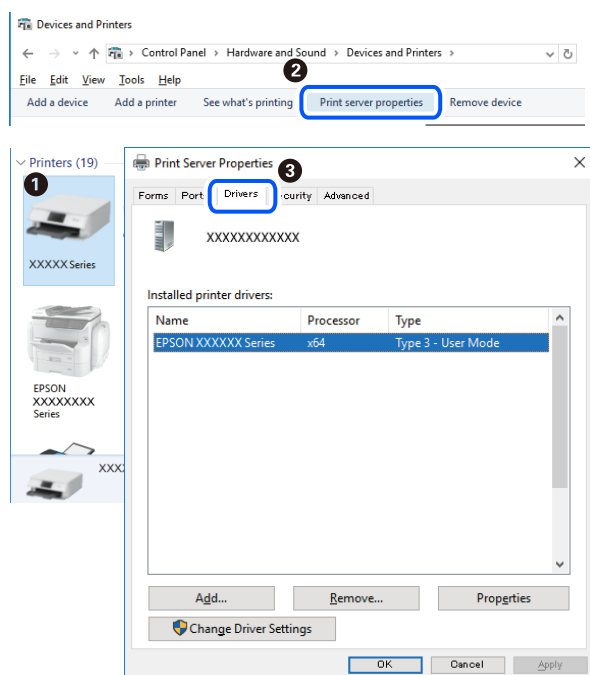 Devices and Printers
Control Panel > Hardware and Sound > Devices and Printers >
2
File Edit View Tools Help
Add a device Add a printer See what's printing Print server properties Remove device
Printers (19)
1
XXXXX Series
EPSON
XXXXXXXX
Series
XXX
Print Server Properties
3
Forms Port Drivers curity Advanced
XXXXXXXXXXXX
Installed printer drivers:
Name Processor Type
EPSON XXXXXX Series x64 Type 3 - User Mode
Add... Remove... Properties
Change Driver Settings
OK Cancel Apply